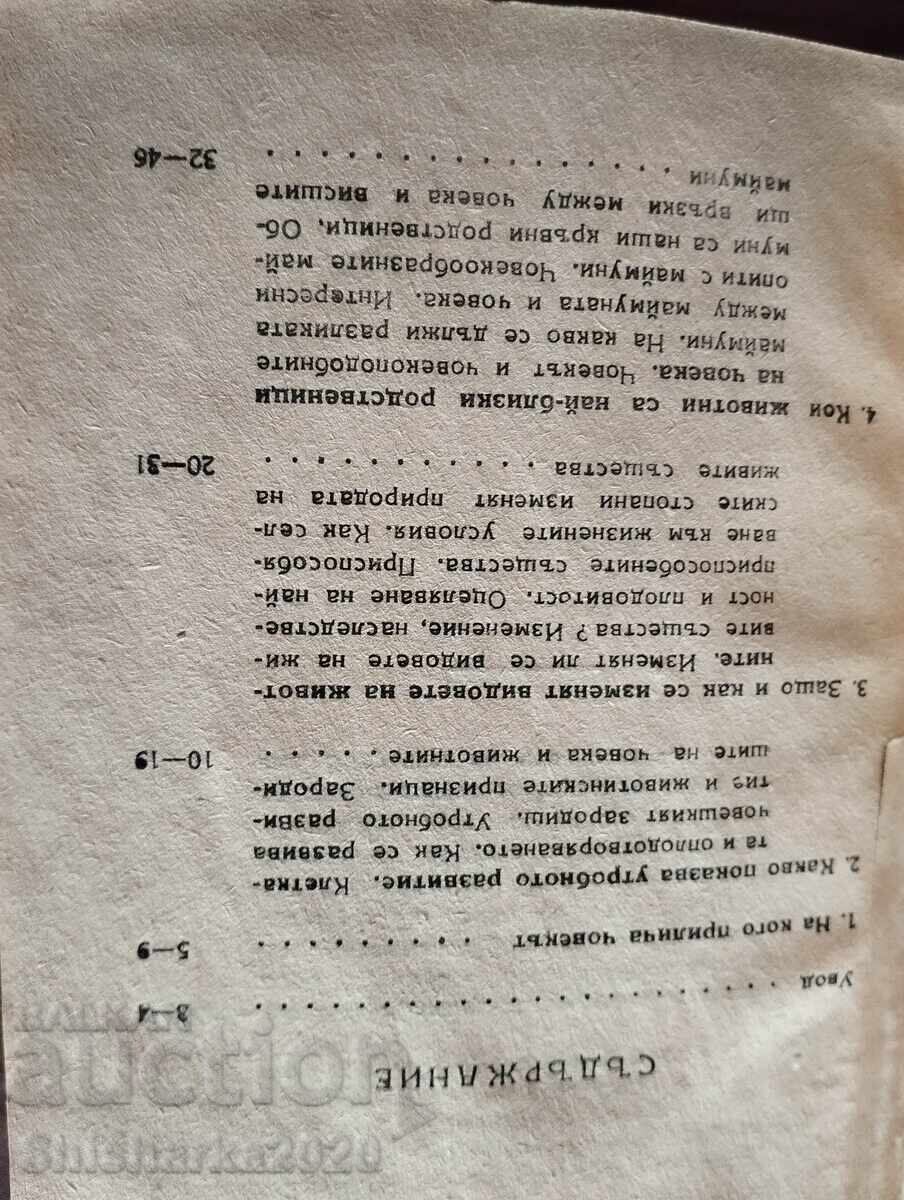 СЪДЪРЖАНИЕ
Увод . . . . . . . . . . . . . . . . . . . . . 3—4
1. На кого прилича човекът . . . . . . . . . 5—9
2. Какво показва утробното развитие. Клетка-
та и оплодотворяването. Как се развива
човешкият зародиш. Утробното разви-
тие и животинските признаци. Зароди-
шите на човека и животните . . . . . 10—19
3. Защо и как се изменят видовете на живот-
ните. Изменят ли се видовете на жи-
вите същества? Изменение, наследстве-
ност и плодовитост. Оцеляване на най-
приспособените същества. Приспособя-
ване към жизнените условия. Как сел-
ските стопани изменят природата на
живите същества . . . . . . . . . . . 20—31
4. Кои животни са най-близки родственици
на човека. Човекът и човекоподобните
маймуни. На какво се дължи разликата
между маймуната и човека. Интересни
опити с маймуни. Човекообразните май-
муни са наши кръвни родственици, Об-
щи връзки между човека и висшите
маймуни . . . . . . . . . . . . . . . . 32—46
auction
Shisharka2020